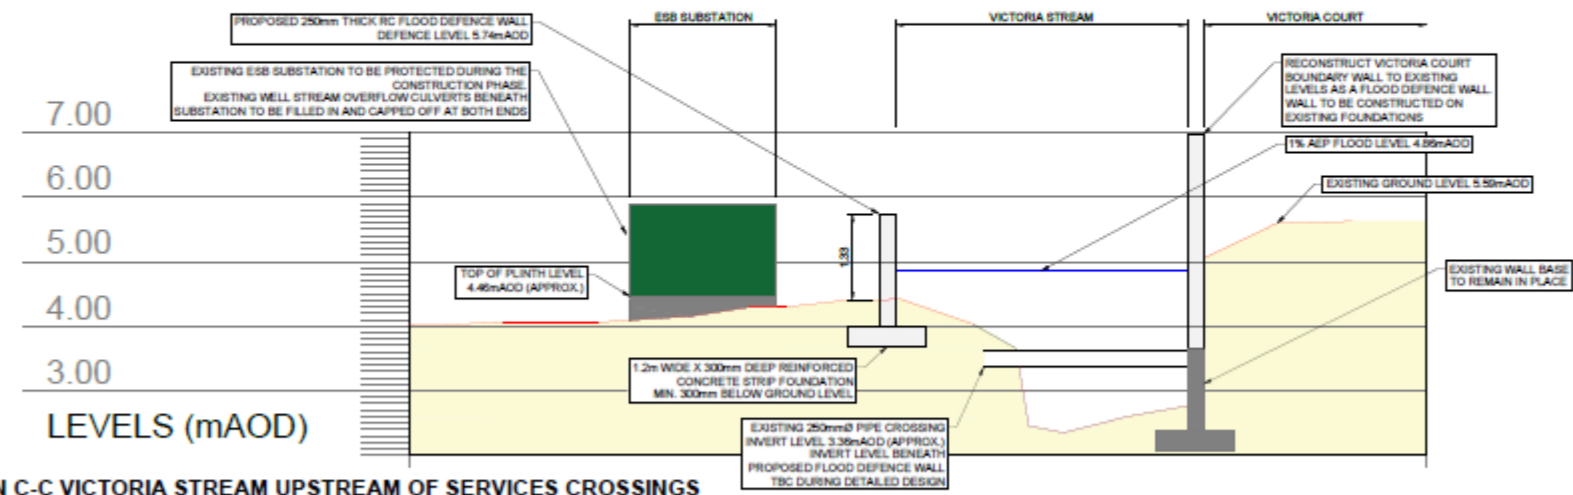 PROPOSED 250mm THICK RC FLOOD DEFENCE WALL
DEFENCE LEVEL 5.74mAOD
ESB SUBSTATION
VICTORIA STREAM
VICTORIA COURT
EXISTING ESB SUBSTATION TO BE PROTECTED DURING THE
CONSTRUCTION PHASE.
EXISTING WELL STREAM OVERFLOW CULVERTS BENEATH
SUBSTATION TO BE FILLED IN AND CAPPED OFF AT BOTH ENDS
RECONSTRUCT VICTORIA COURT
BOUNDARY WALL TO EXISTING
LEVELS AS A FLOOD DEFENCE WALL.
WALL TO BE CONSTRUCTED ON
EXISTING FOUNDATIONS
7.00
1% AEP FLOOD LEVEL 4.86mAOD
6.00
EXISTING GROUND LEVEL 5.59mAOD
5.00
1.33
TOP OF PLINTH LEVEL
4.46mAOD (APPROX.)
EXISTING WALL BASE
TO REMAIN IN PLACE
4.00
3.00
1.2m WIDE X 300mm DEEP REINFORCED
CONCRETE STRIP FOUNDATION
MIN. 300mm BELOW GROUND LEVEL
LEVELS (mAOD)
EXISTING 250mmØ PIPE CROSSING
INVERT LEVEL 3.36mAOD (APPROX.)
INVERT LEVEL BENEATH
PROPOSED FLOOD DEFENCE WALL
TBC DURING DETAILED DESIGN
N C-C VICTORIA STREAM UPSTREAM OF SERVICES CROSSINGS